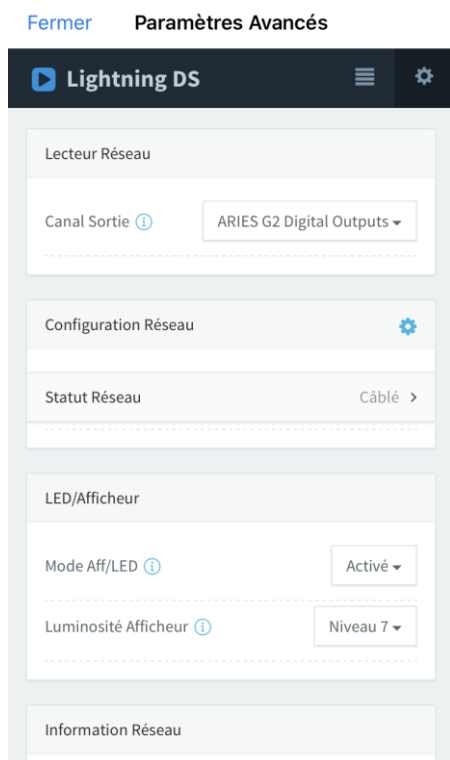 Fermer Paramètres Avancés
Lightning DS
Lecteur Réseau
Canal Sortie ARIES G2 Digital Outputs
Configuration Réseau
Statut Réseau Câblé
LED/Afficheur
Mode Aff/LED Activé
Luminosité Afficheur Niveau 7
Information Réseau